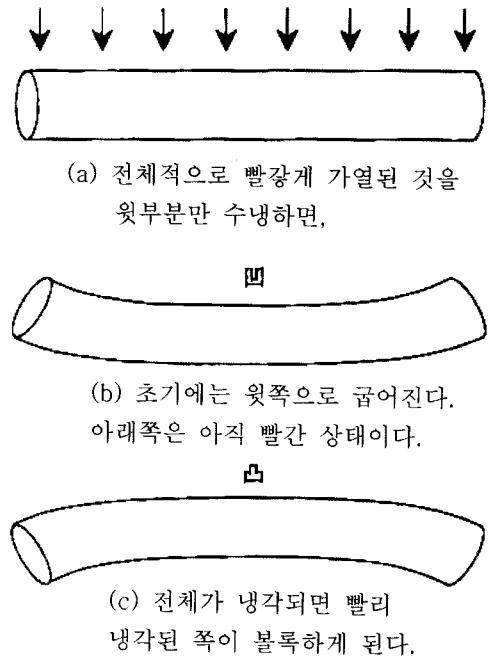 (a) 전체적으로 빨갛게 가열된 것을
윗부분만 수냉하면,
凹
(b) 초기에는 윗쪽으로 굽어진다.
아래쪽은 아직 빨간 상태이다.
凸
(c) 전체가 냉각되면 빨리
냉각된 쪽이 볼록하게 된다.